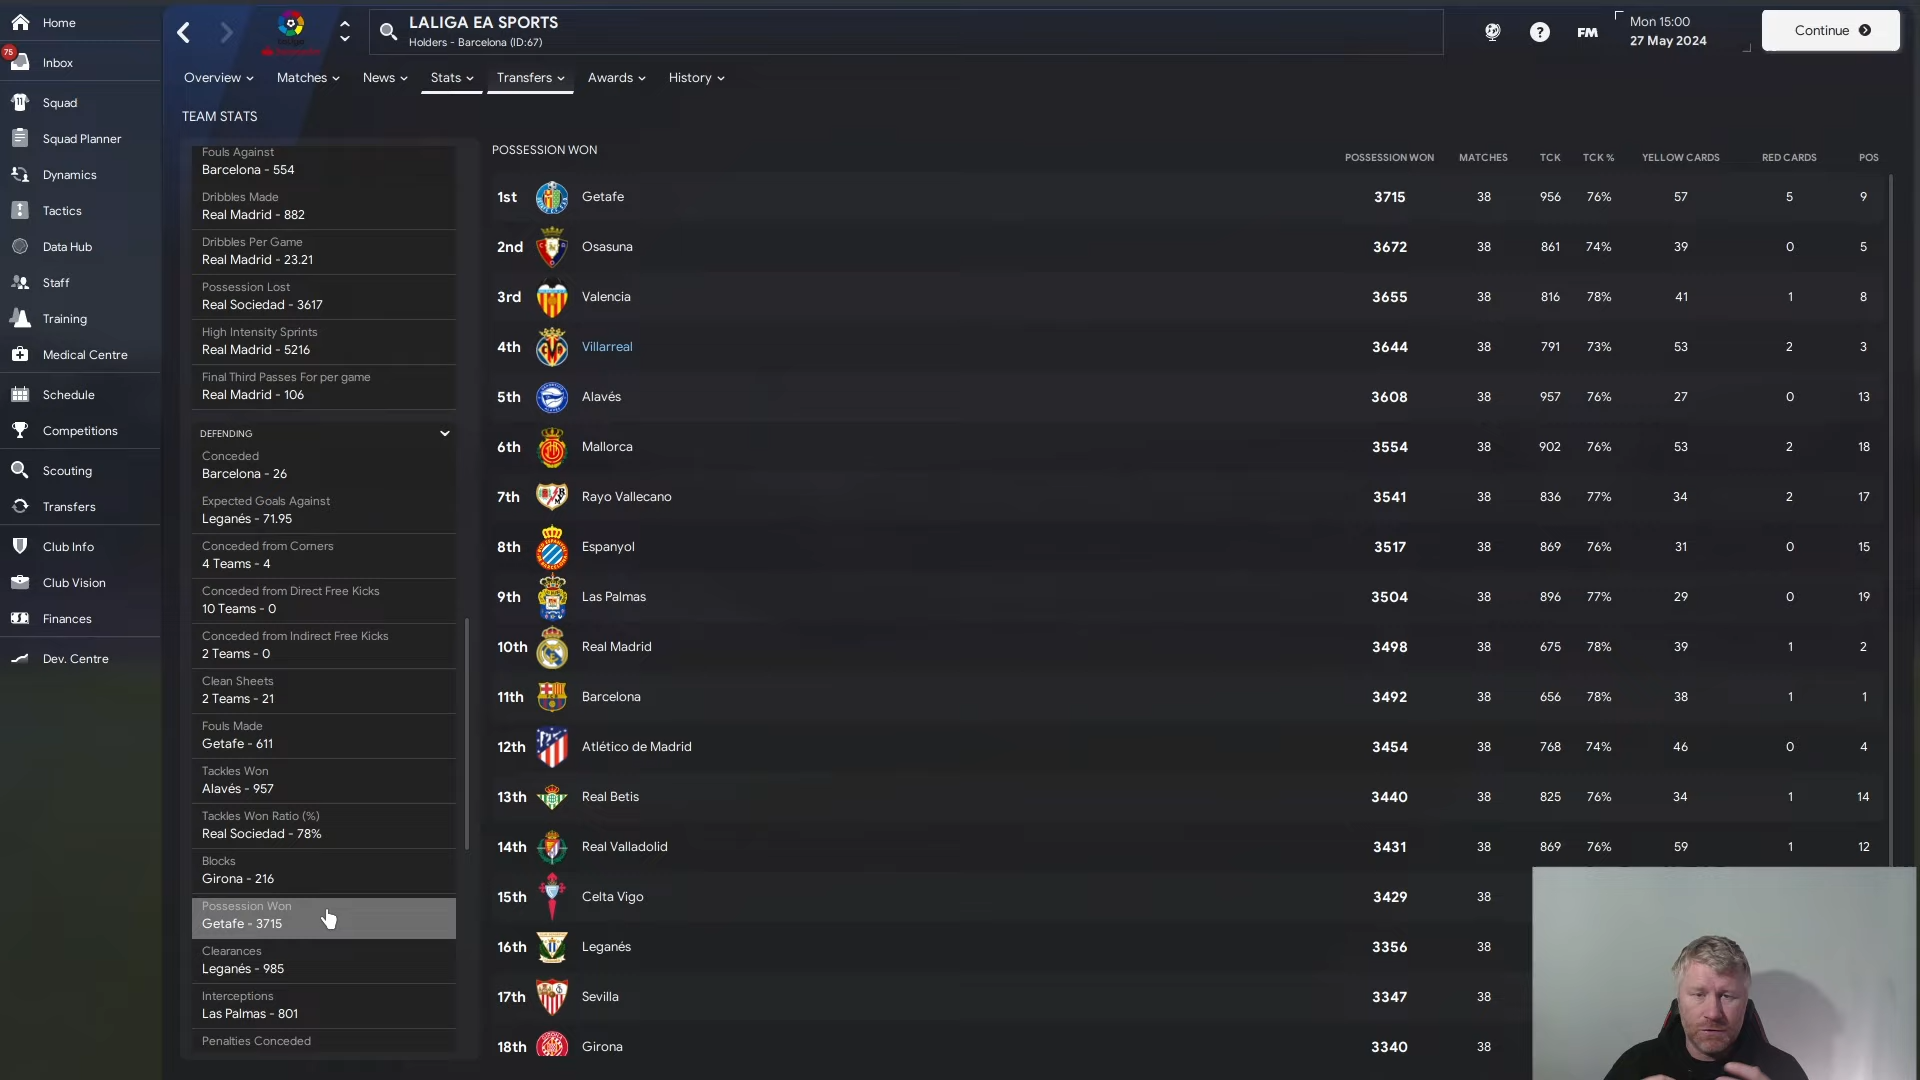 Home
75
Inbox
Squad
Squad Planner
Dynamics
Tactics
Data Hub
Staff
Training
Medical Centre
Schedule
Competitions
Scouting
Transfers
Club Info
Club Vision
Finances
Dev. Centre
LALIGA EA SPORTS
Holders - Barcelona (ID:67)
FM
Mon 15:00
27 May 2024
Continue
Overview
Matches
News
Stats
Transfers
Awards
History
TEAM STATS
Fouls Against
Barcelona - 554
Dribbles Made
Real Madrid - 882
Dribbles Per Game
Real Madrid - 23.21
Possession Lost
Real Sociedad - 3617
High Intensity Sprints
Real Madrid - 5216
Final Third Passes For per game
Real Madrid - 106
DEFENDING
Conceded
Barcelona - 26
Expected Goals Against
Leganés - 71.95
Conceded from Corners
4 Teams - 4
Conceded from Direct Free Kicks
10 Teams - 0
Conceded from Indirect Free Kicks
2 Teams - 0
Clean Sheets
2 Teams - 21
Fouls Made
Getafe - 611
Tackles Won
Alavés - 957
Tackles Won Ratio (%)
Real Sociedad - 78%
Blocks
Girona - 216
Possession Won
Getafe - 3715
Clearances
Leganés - 985
Interceptions
Las Palmas - 801
Penalties Conceded
POSSESSION WON
POSSESSION WON MATCHES TCK TCK % YELLOW CARDS RED CARDS POS
1st Getafe 3715 38 956 76% 57 5 9
2nd Osasuna 3672 38 861 74% 39 0 5
3rd Valencia 3655 38 816 78% 41 1 8
4th Villarreal 3644 38 791 73% 53 2 3
5th Alavés 3608 38 957 76% 27 0 13
6th Mallorca 3554 38 902 76% 53 2 18
7th Rayo Vallecano 3541 38 836 77% 34 2 17
8th Espanyol 3517 38 869 76% 31 0 15
9th Las Palmas 3504 38 896 77% 29 0 19
10th Real Madrid 3498 38 675 78% 39 1 2
11th Barcelona 3492 38 656 78% 38 1 1
12th Atlético de Madrid 3454 38 768 74% 46 0 4
13th Real Betis 3440 38 825 76% 34 1 14
14th Real Valladolid 3431 38 869 76% 59 1 12
15th Celta Vigo 3429 38
16th Leganés 3356 38
17th Sevilla 3347 38
18th Girona 3340 38